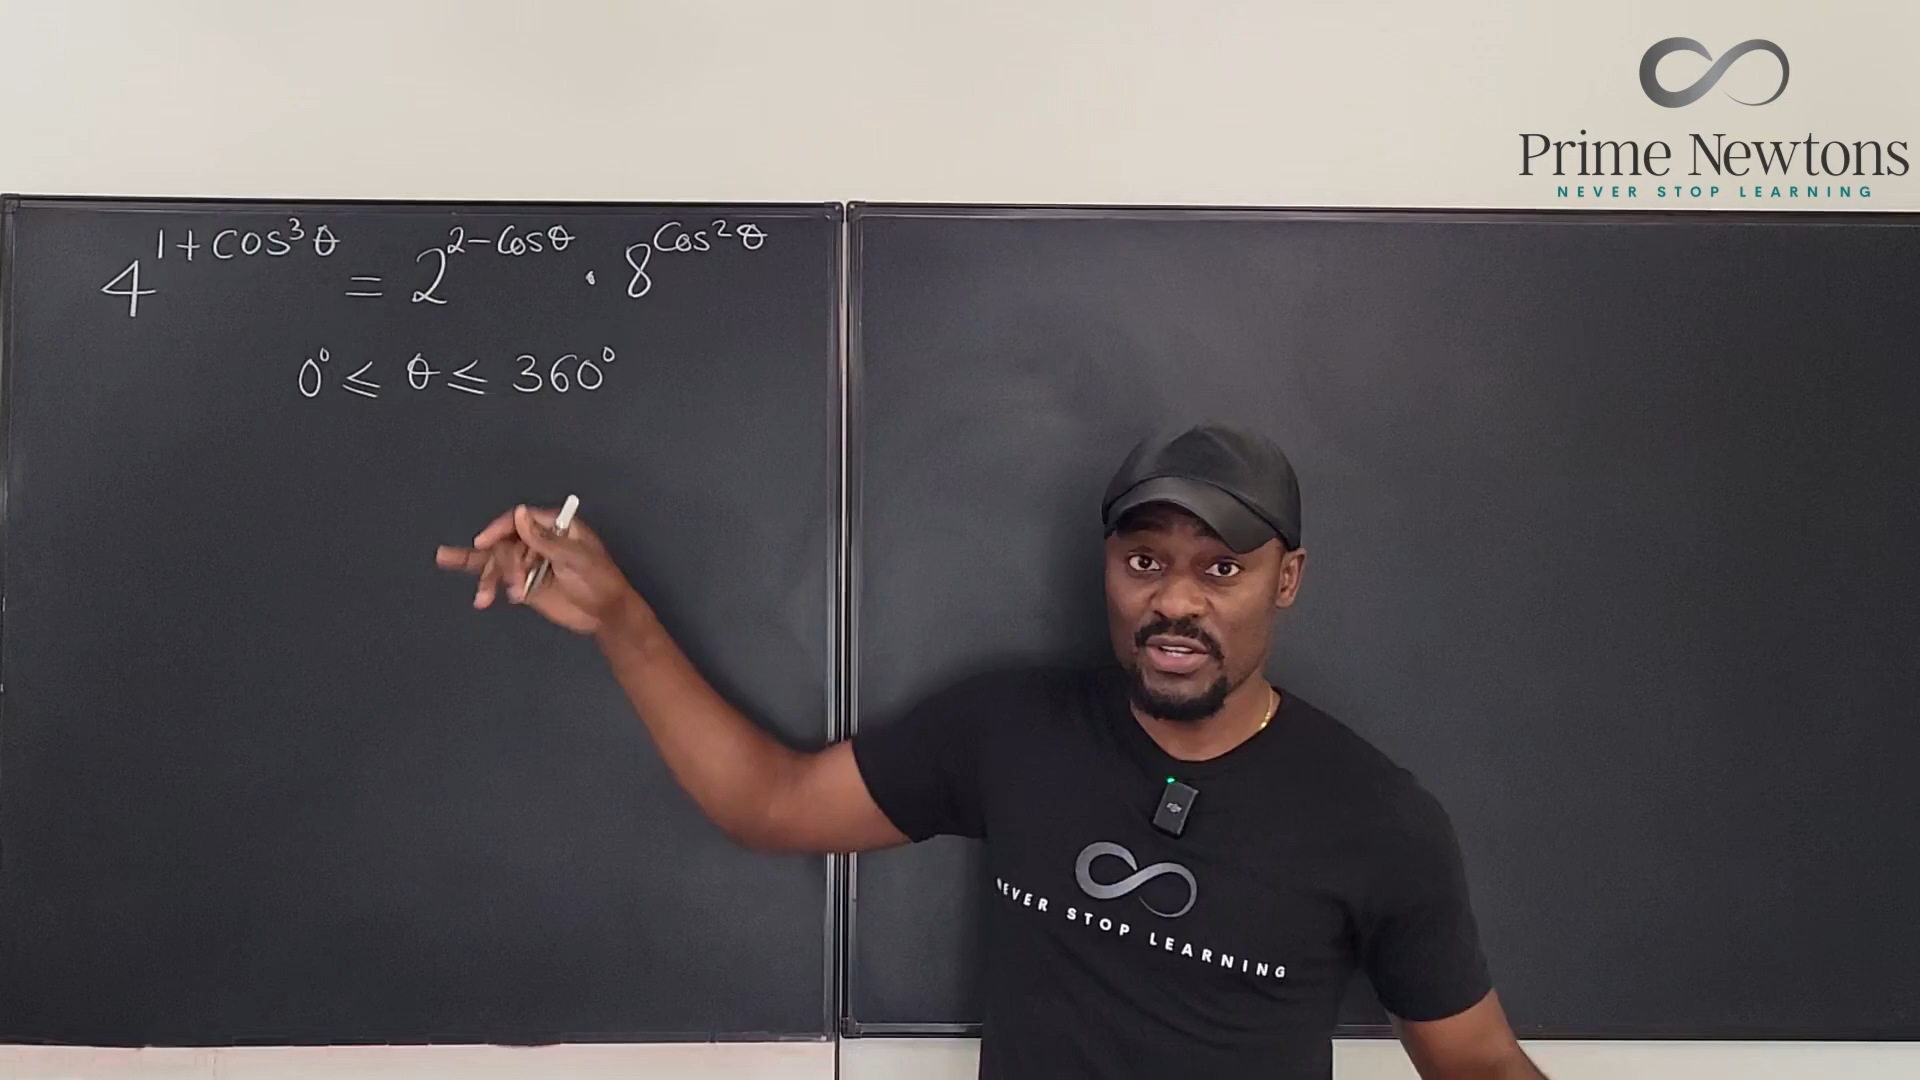 Prime Newtons
NEVER STOP LEARNING
4^{1+cos³θ} = 2^{2-cosθ} · 8^{cos²θ}
0° ≤ θ ≤ 360°
NEVER STOP LEARNING